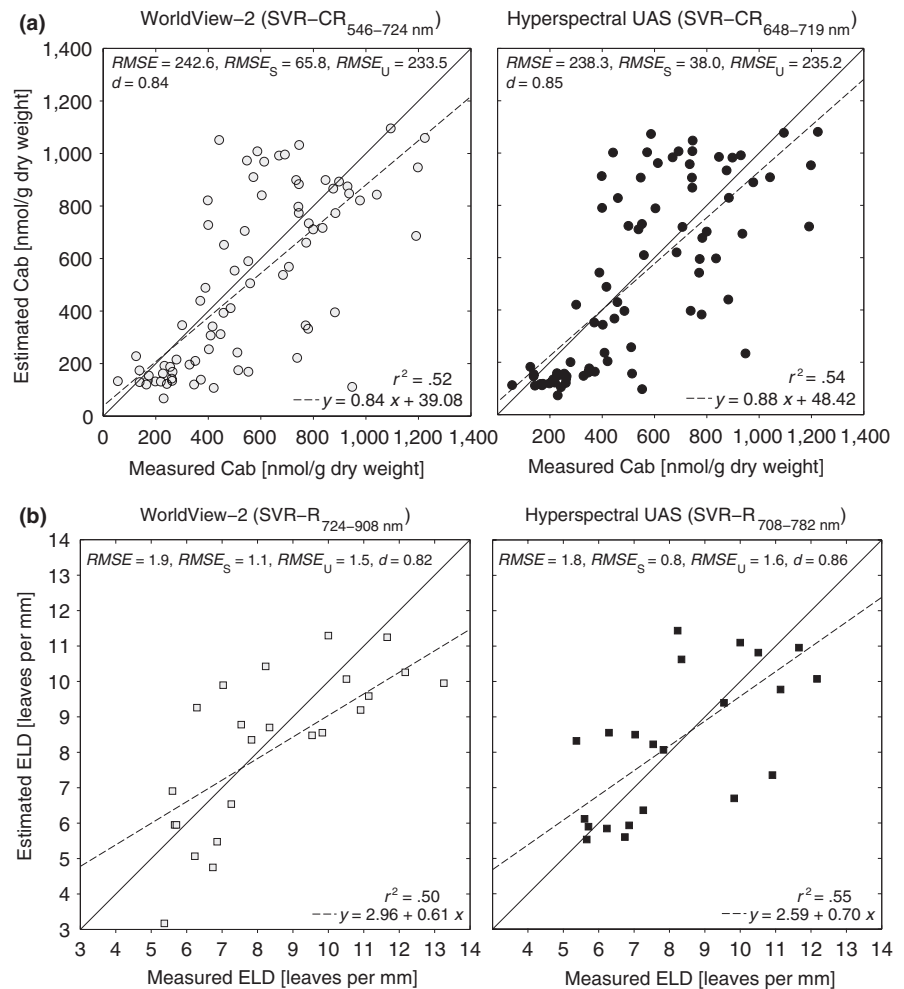 (a)
WorldView−2 (SVR−CR546−724 nm)
Hyperspectral UAS (SVR−CR648−719 nm)
RMSE = 242.6, RMSES = 65.8, RMSEU = 233.5
d = 0.84
RMSE = 238.3, RMSES = 38.0, RMSEU = 235.2
d = 0.85
1,400
1,200
1,000
800
600
400
200
0
Estimated Cab [nmol/g dry weight]
r2 = .52
y = 0.84 x + 39.08
r2 = .54
y = 0.88 x + 48.42
0 200 400 600 800 1,000 1,200 1,400
200 400 600 800 1,000 1,200 1,400
Measured Cab [nmol/g dry weight]
Measured Cab [nmol/g dry weight]
(b)
WorldView−2 (SVR−R724−908 nm)
Hyperspectral UAS (SVR−R708−782 nm)
RMSE = 1.9, RMSES = 1.1, RMSEU = 1.5, d = 0.82
RMSE = 1.8, RMSES = 0.8, RMSEU = 1.6, d = 0.86
14
13
12
11
10
9
8
7
6
5
4
3
Estimated ELD [leaves per mm]
r2 = .50
y = 2.96 + 0.61 x
r2 = .55
y = 2.59 + 0.70 x
3 4 5 6 7 8 9 10 11 12 13 14
4 5 6 7 8 9 10 11 12 13 14
Measured ELD [leaves per mm]
Measured ELD [leaves per mm]